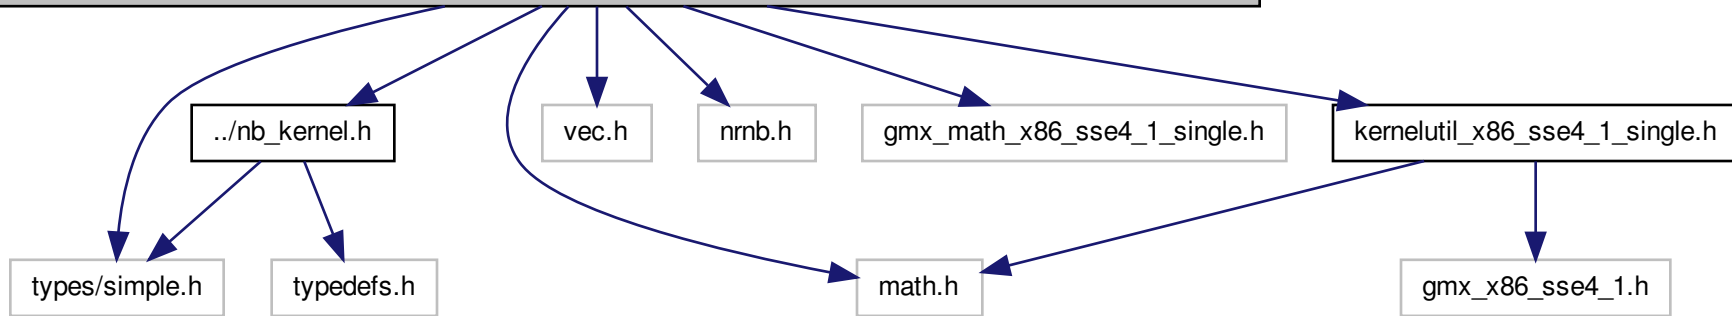 ../nb_kernel.h
vec.h
nrnb.h
gmx_math_x86_sse4_1_single.h
kernelutil_x86_sse4_1_single.h
types/simple.h
typedefs.h
math.h
gmx_x86_sse4_1.h